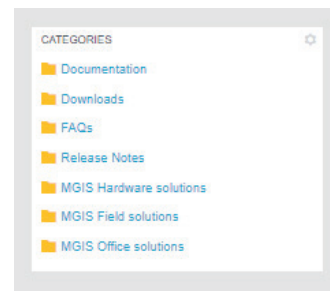 CATEGORIES
Documentation
Downloads
FAQs
Release Notes
MGIS Hardware solutions
MGIS Field solutions
MGIS Office solutions